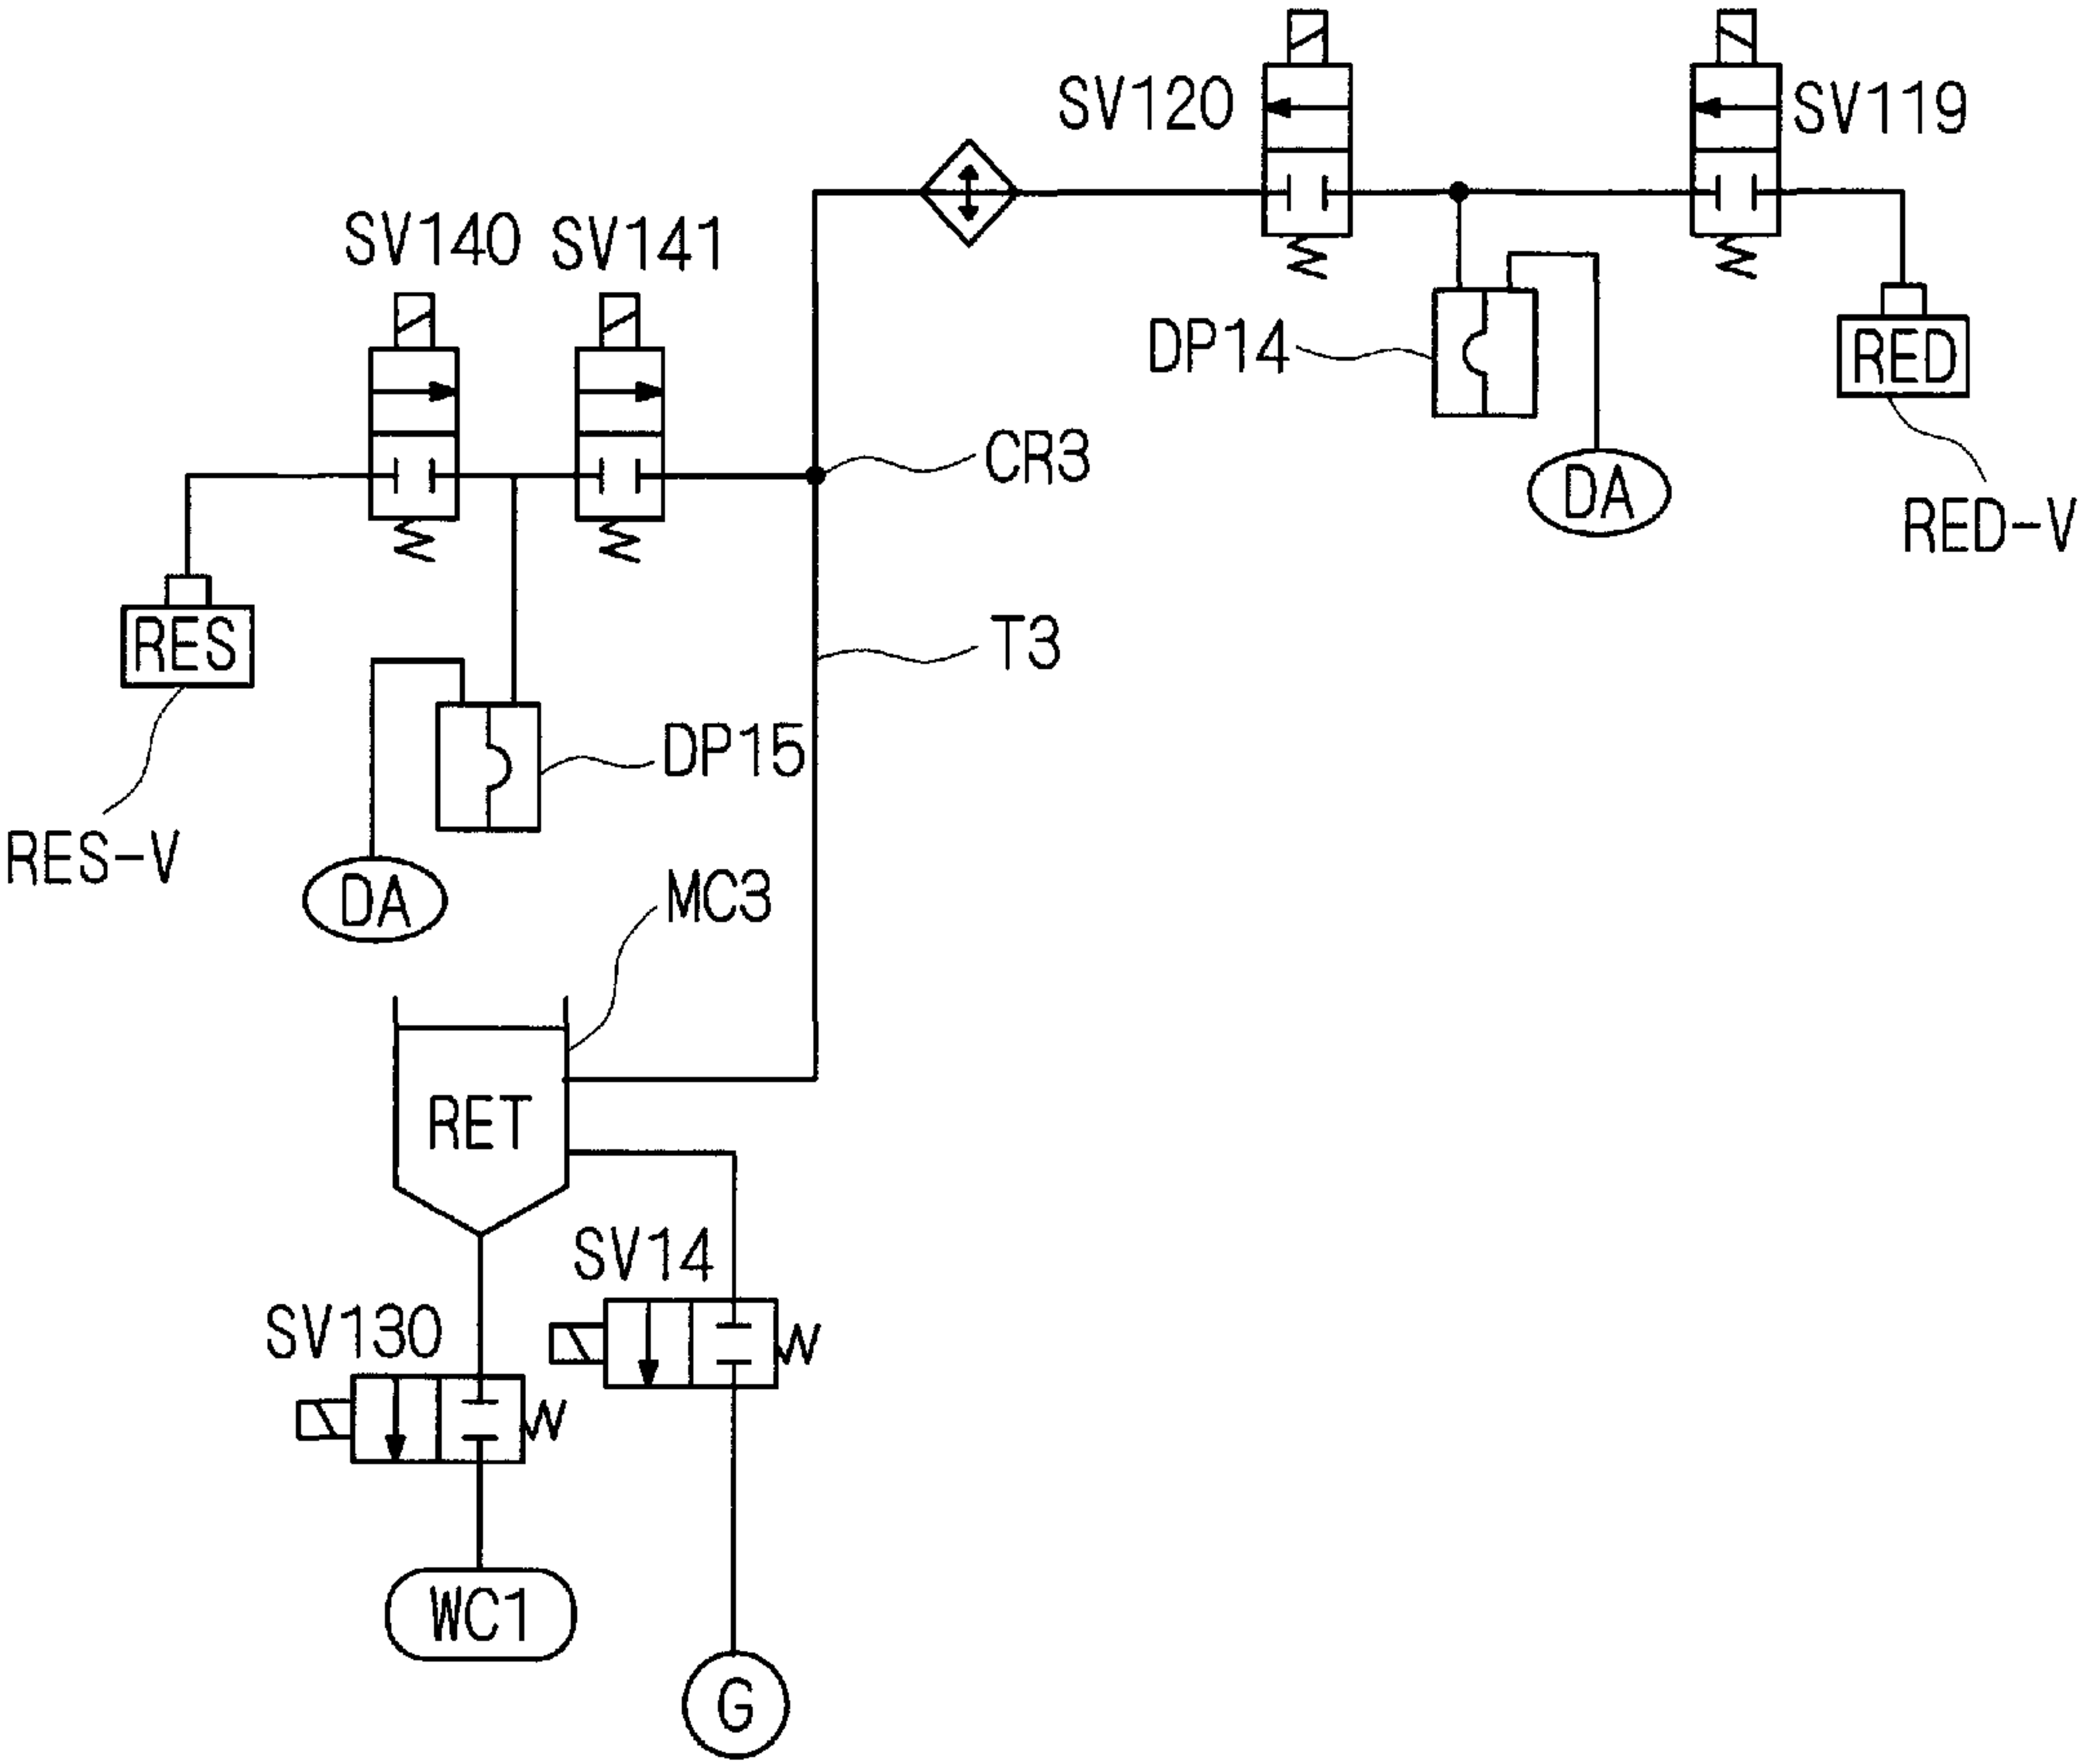 SV120
SV119
SV140
SV141
DP14
RED
CR3
DA
RED-V
RES
T3
DP15
RES-V
DA
MC3
RET
SV14
SV130
WC1
G